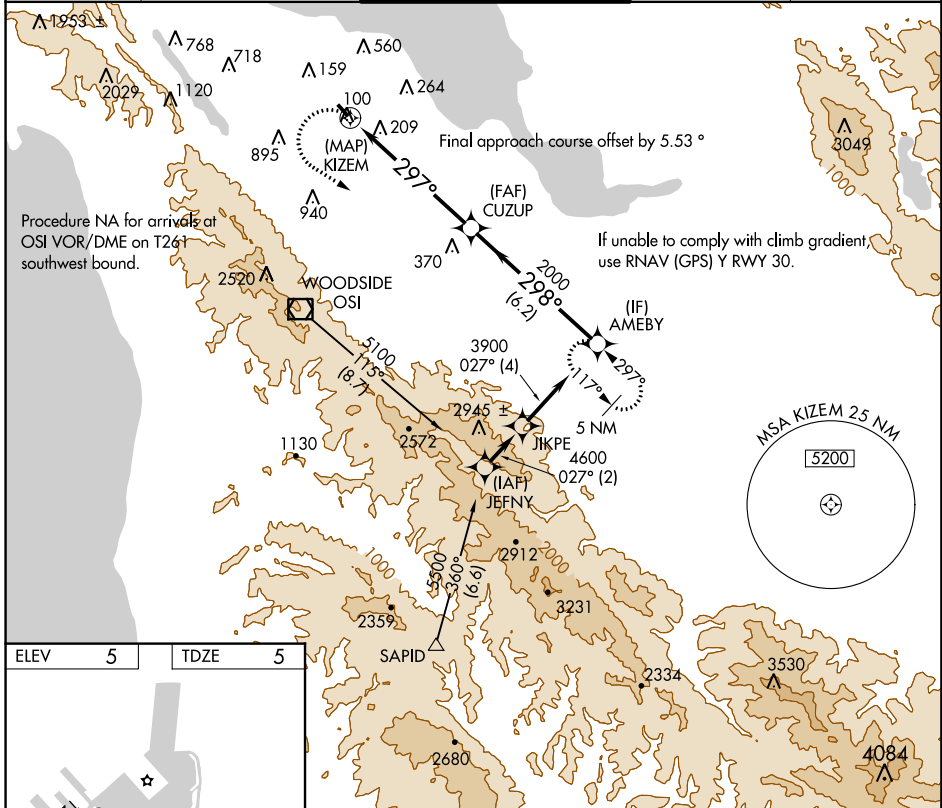 1953 ±
768
560
718
159
2029
1120
264
100
209
3049
895
(MAP)
KIZEM
Final approach course offset by 5.53 °
297°
1000
(FAF)
CUZUP
940
Procedure NA for arrivals at
OSI VOR/DME on T261
southwest bound.
If unable to comply with climb gradient,
use RNAV (GPS) Y RWY 30.
370
2520
WOODSIDE
OSI
2000
298°
(6.2)
(IF)
AMEBY
5100
115°
(8.7)
3900
027° (4)
297°
117°
5 NM
2945 ±
JIKPE
2572
1130
4600
027° (2)
(IAF)
JEFNY
MSA KIZEM 25 NM
5200
2912
2000
1000
5500
360°
(6.6)
3231
2359
SAPID
ELEV 5
TDZE 5
2334
3530
2680
4084